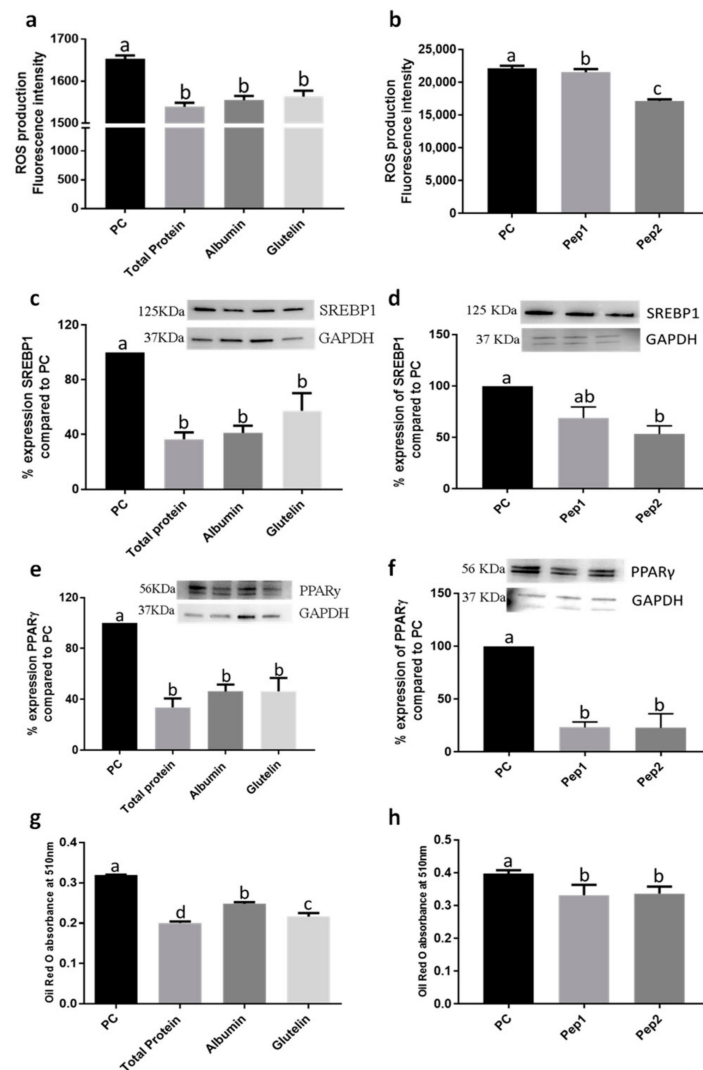 a
ROS production
Fluorescence intensity
1700
1600
1500
1000
500
0
a
b
b
b
PC
Total Protein
Albumin
Glutelin
b
ROS production
Fluorescence intensity
25,000
20,000
15,000
10,000
5,000
0
a
b
c
PC
Pep1
Pep2
c
125KDa
SREBP1
37KDa
GAPDH
% expression SREBP1
compared to PC
120
80
40
0
a
b
b
b
PC
Total protein
Albumin
Glutelin
d
125 KDa
SREBP1
37 KDa
GAPDH
% expression of SREBP1
compared to PC
150
100
50
0
a
ab
b
PC
Pep1
Pep2
e
56KDa
PPARγ
37KDa
GAPDH
% expression PPARγ
compared to PC
120
80
40
0
a
b
b
b
PC
Total protein
Albumin
Glutelin
f
56 KDa
PPARγ
37 KDa
GAPDH
% expression of PPARγ
compared to PC
150
100
50
0
a
b
b
PC
Pep1
Pep2
g
Oil Red O absorbance at 510nm
0.4
0.3
0.2
0.1
0.0
a
d
b
c
PC
Total Protein
Albumin
Glutelin
h
Oil Red O absorbance at 510nm
0.5
0.4
0.3
0.2
0.1
0.0
a
b
b
PC
Pep1
Pep2